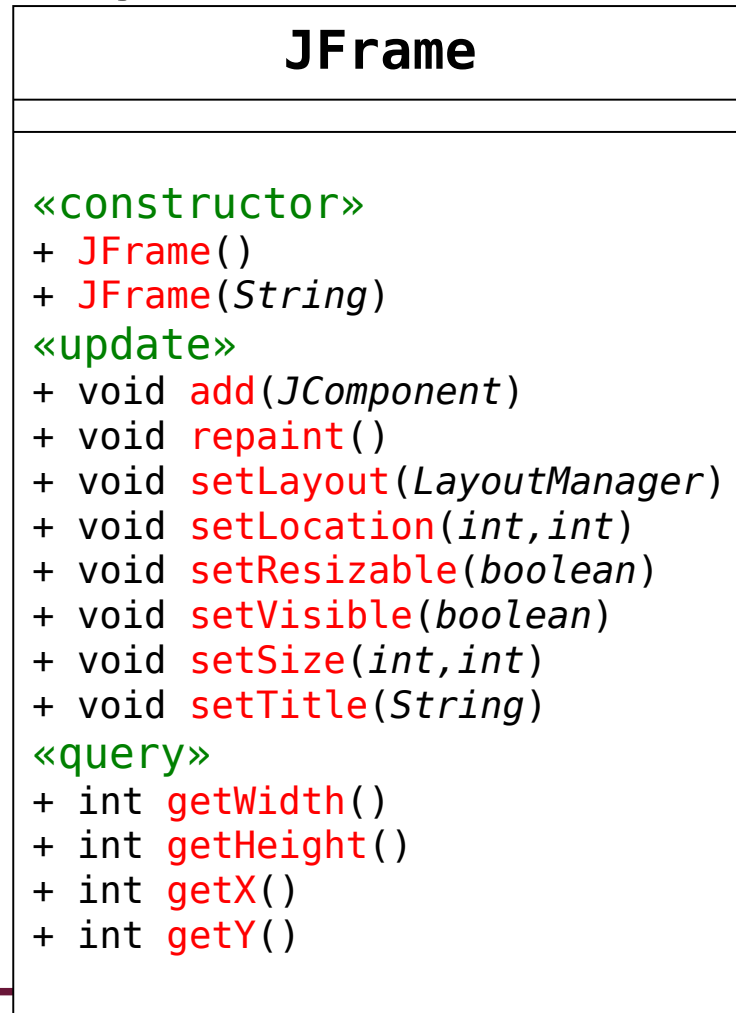 JFrame
«constructor»
+ JFrame()
+ JFrame(String)
«update»
+ void add(JComponent)
+ void repaint()
+ void setLayout(LayoutManager)
+ void setLocation(int,int)
+ void setResizable(boolean)
+ void setVisible(boolean)
+ void setSize(int,int)
+ void setTitle(String)
«query»
+ int getWidth()
+ int getHeight()
+ int getX()
+ int getY()